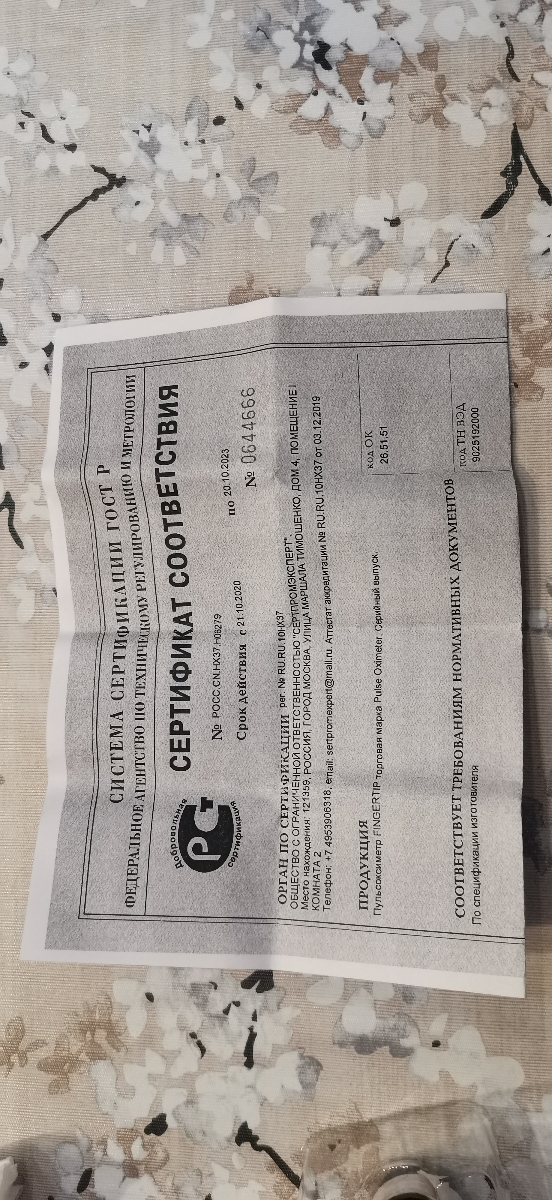 СИСТЕМА СЕРТИФИКАЦИИ ГОСТ Р
ФЕДЕРАЛЬНОЕ АГЕНТСТВО ПО ТЕХНИЧЕСКОМУ РЕГУЛИРОВАНИЮ И МЕТРОЛОГИИ
Добровольная
сертификация
СЕРТИФИКАТ СООТВЕТСТВИЯ
№ РОСС CN.НХ37.Н08279
Срок действия с 21.10.2020 по 20.10.2023
№ 0644666
ОРГАН ПО СЕРТИФИКАЦИИ рег. № RU.RU.10НХ37
ОБЩЕСТВО С ОГРАНИЧЕННОЙ ОТВЕТСТВЕННОСТЬЮ "СЕРТПРОМЭКСПЕРТ".
Место нахождения: 121359, РОССИЯ, ГОРОД МОСКВА, УЛИЦА МАРШАЛА ТИМОШЕНКО, ДОМ 4, ПОМЕЩЕНИЕ I
КОМНАТА 2
Телефон: +7 4953906318, email: sertpromexpert@mail.ru. Аттестат аккредитации № RU.RU.10НХ37 от 03.12.2019
ПРОДУКЦИЯ
Пульсоксиметр FINGERTIP торговая марка Pulse Oximeter. Серийный выпуск.
код ОК
26.51.51
СООТВЕТСТВУЕТ ТРЕБОВАНИЯМ НОРМАТИВНЫХ ДОКУМЕНТОВ
По спецификации изготовителя
код ТН ВЭД
9025192000